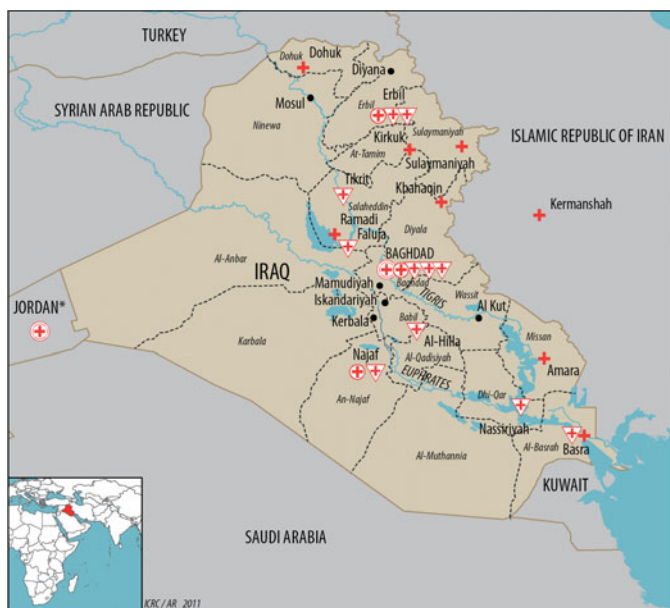 TURKEY
Dohuk
Dohuk
Diyana
SYRIAN ARAB REPUBLIC
Mosul
Erbil
Erbil
Ninewa
Kirkuk
Sulaymaniyah
ISLAMIC REPUBLIC OF IRAN
At-Tamim
Sulaymaniyah
Tikrit
Kbahaqin
Salaheddin
Kermanshah
Ramadi
Faluja
Diyala
Al-Anbar
BAGHDAD
IRAQ
Baghdad
Mamudiyah
TIGRIS
Wassit
JORDAN*
Iskandariyah
Al Kut
Kerbala
Babil
Missan
Karbala
Al-Hilla
Najaf
Al-Qadisiyah
Amara
EUPHRATES
An-Najaf
Dhi-Qar
Nassiriyah
Al-Basrah
Basra
Al-Muthannia
KUWAIT
SAUDI ARABIA
ICRC / AR 2011